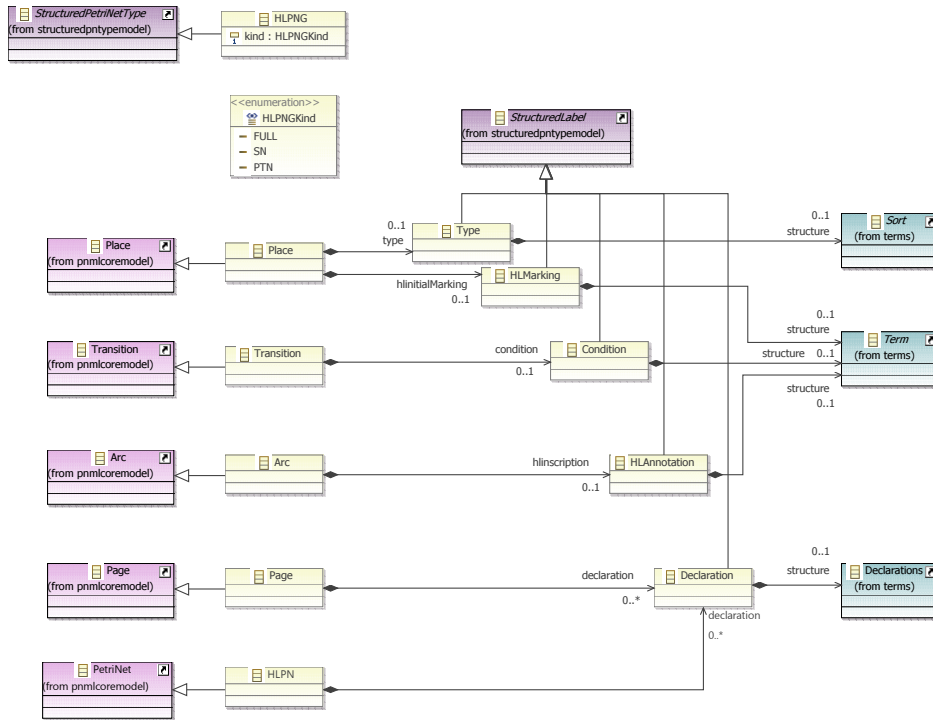 StructuredPetriNetType
(from structuredpntypemodel)
HLPNG
kind : HLPNGKind
<<enumeration>>
HLPNGKind
FULL
SN
PTN
StructuredLabel
(from structuredpntypemodel)
Place
(from pnmlcoremodel)
Place
0..1
type
Type
0..1
structure
Sort
(from terms)
hlinitialMarking
0..1
HLMarking
0..1
structure
Transition
(from pnmlcoremodel)
Transition
condition
0..1
Condition
structure
0..1
Term
(from terms)
structure
0..1
Arc
(from pnmlcoremodel)
Arc
hlinscription
0..1
HLAnnotation
Page
(from pnmlcoremodel)
Page
declaration
0..*
Declaration
0..1
structure
Declarations
(from terms)
declaration
0..*
PetriNet
(from pnmlcoremodel)
HLPN